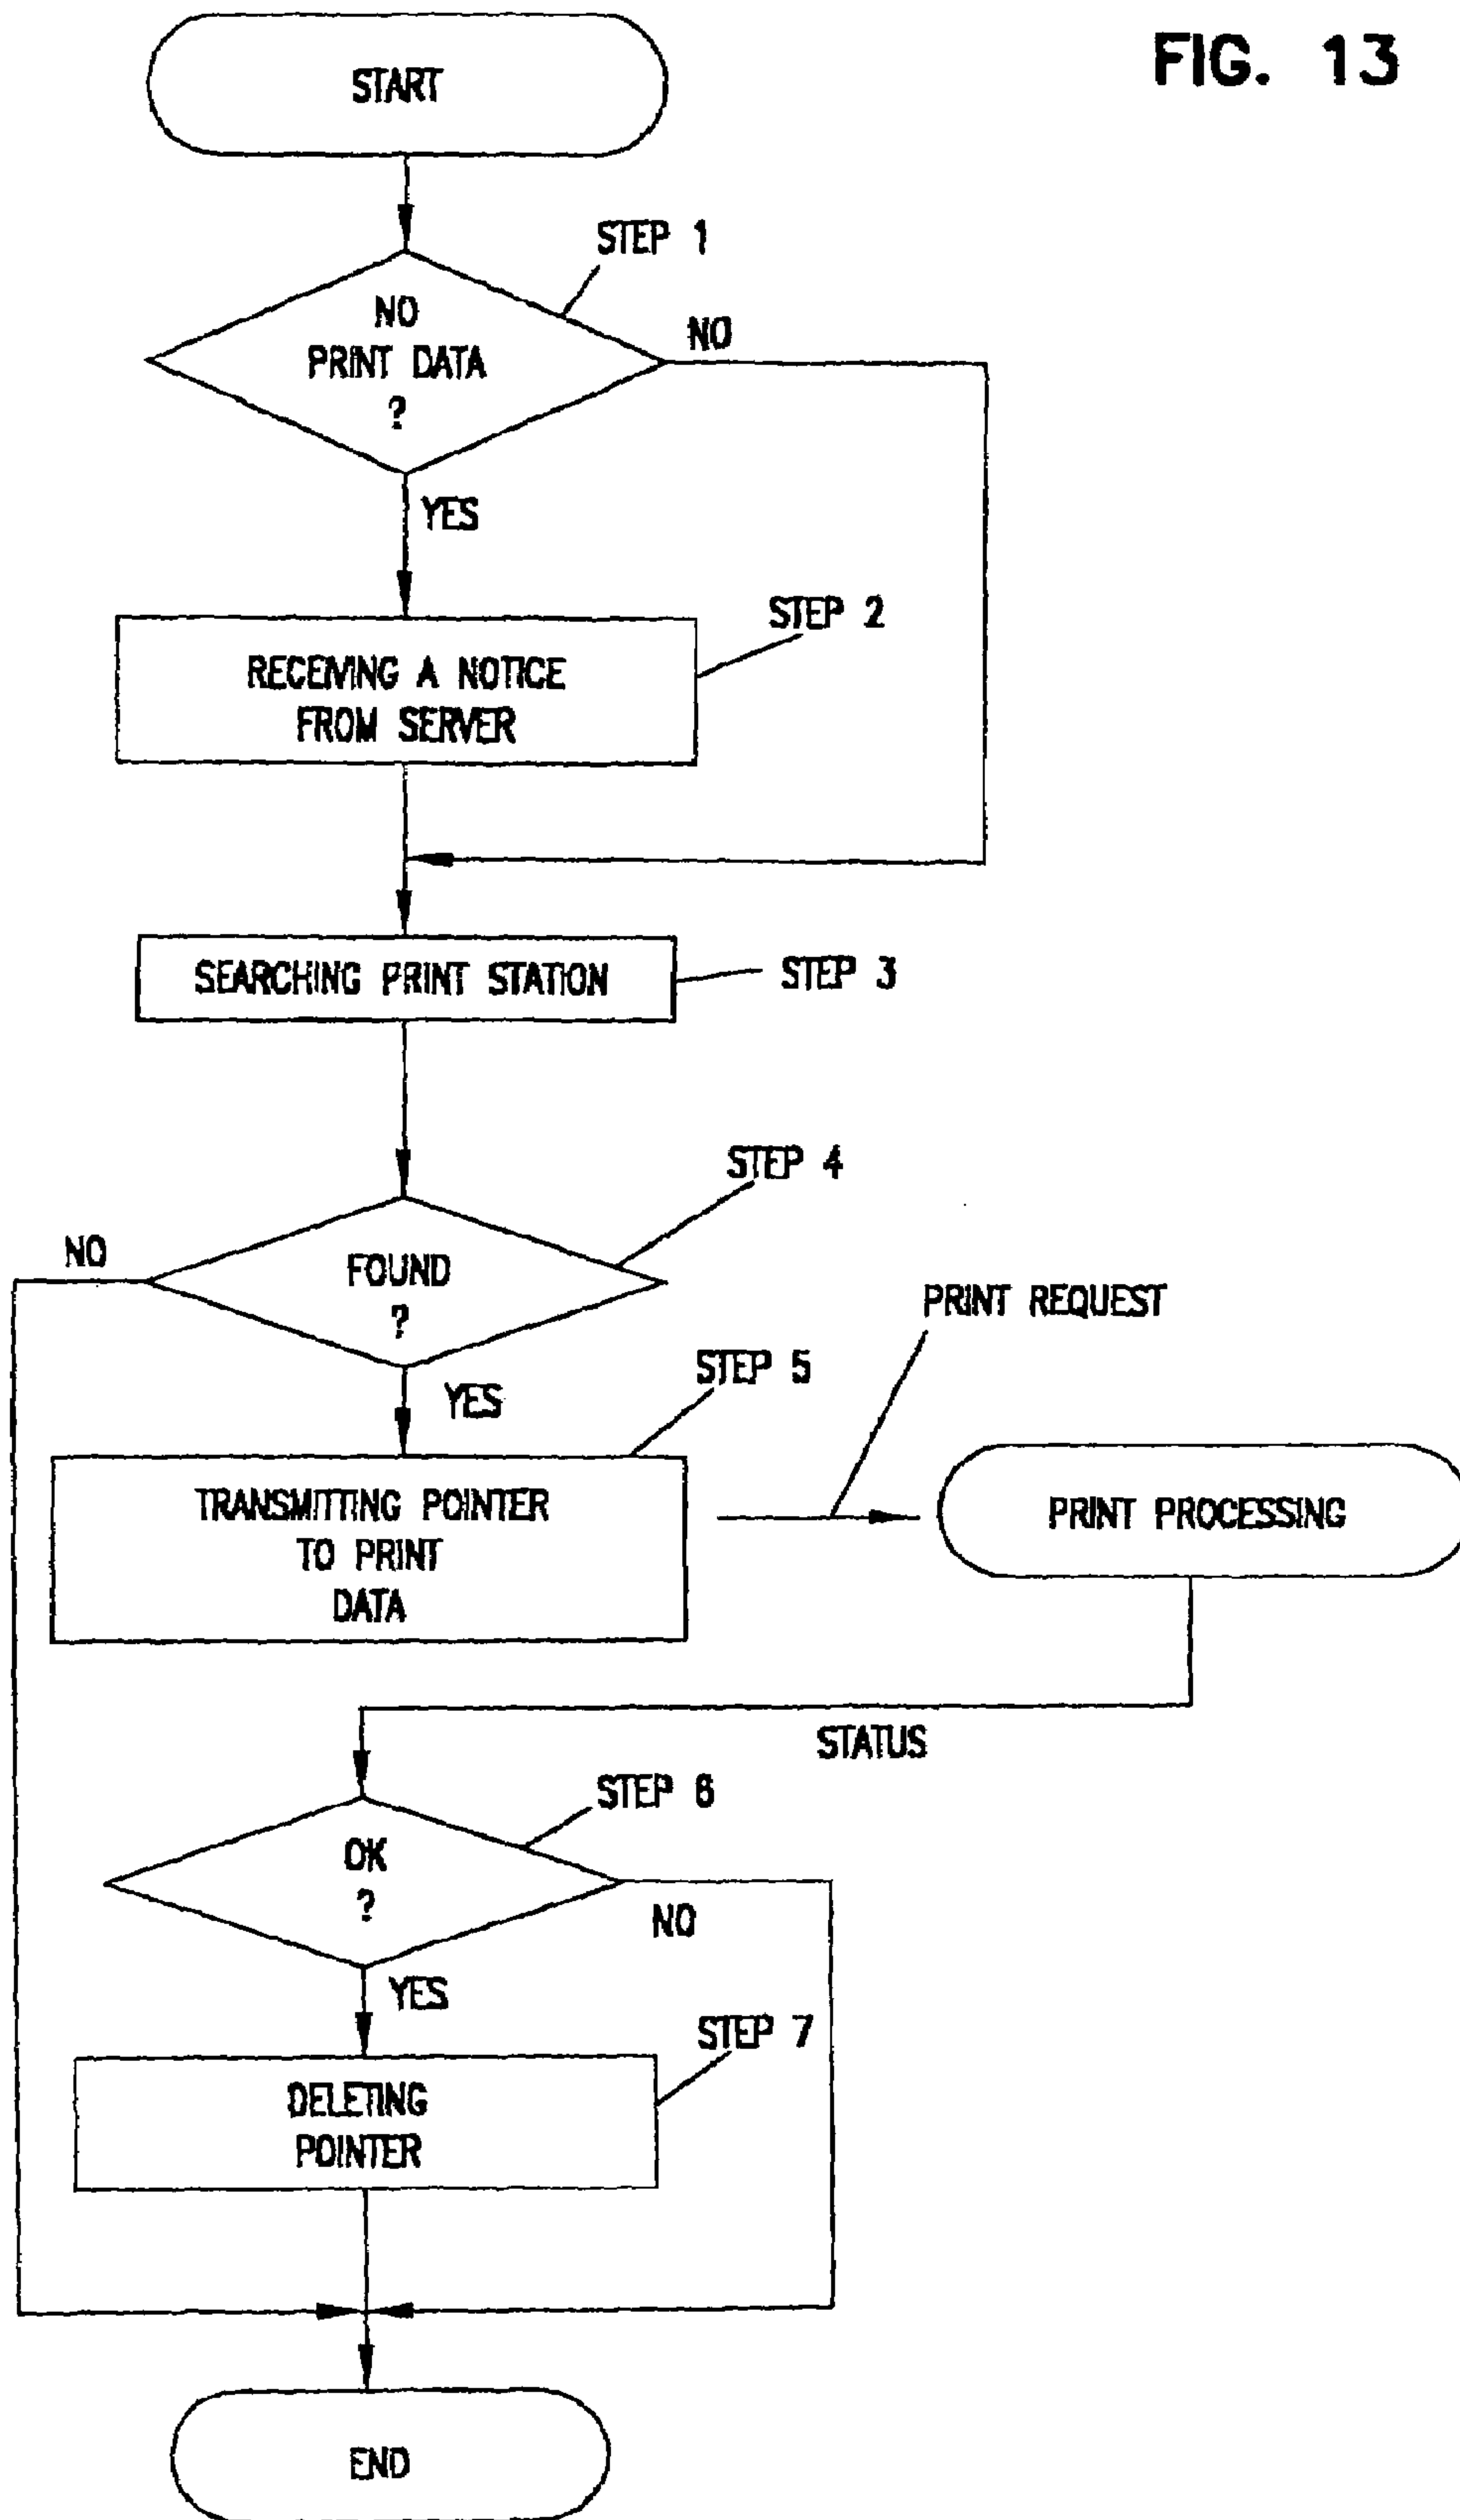 FIG. 13
START
STEP 1
NO
PRINT DATA
?
NO
YES
STEP 2
RECEIVING A NOTICE
FROM SERVER
SEARCHING PRINT STATION
STEP 3
STEP 4
NO
FOUND
?
PRINT REQUEST
STEP 5
YES
TRANSMITTING POINTER
TO PRINT
DATA
PRINT PROCESSING
STATUS
STEP 6
OK
?
NO
YES
STEP 7
DELETING
POINTER
END